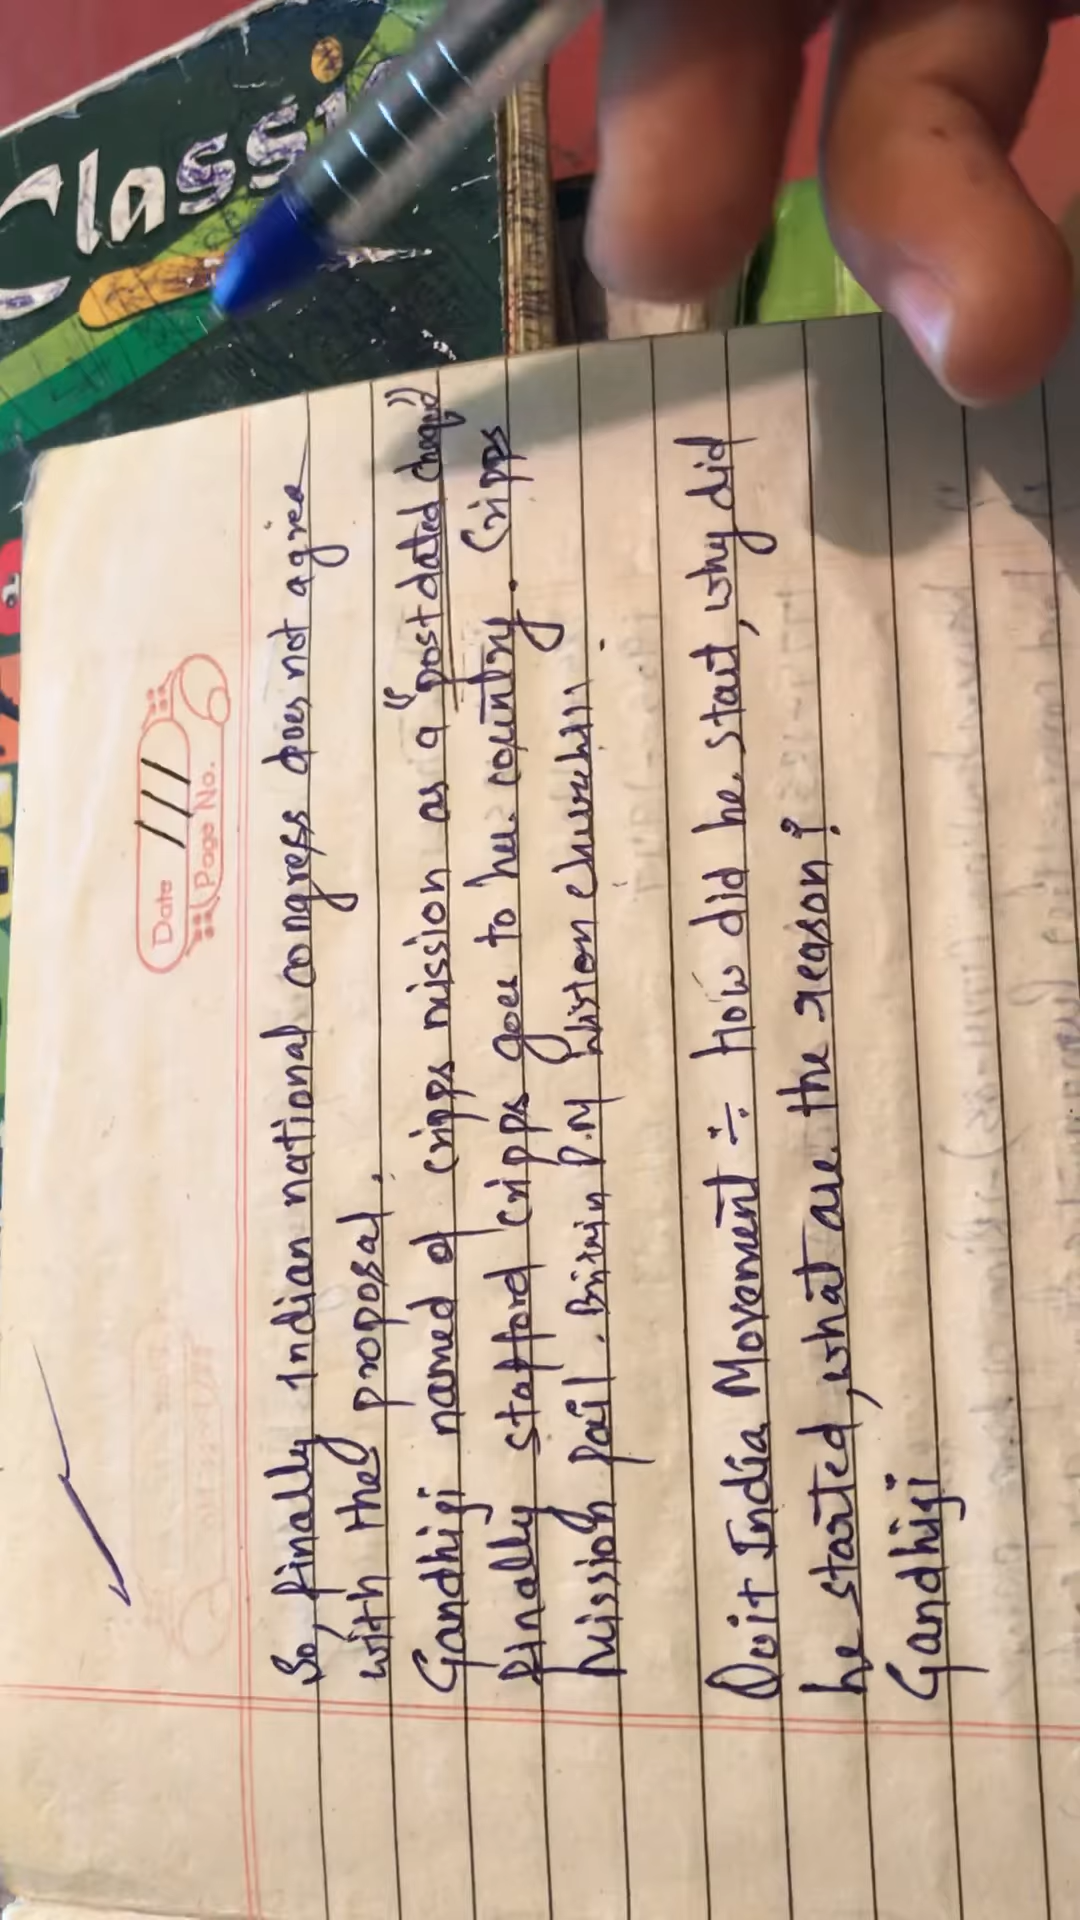 Classi
Date ///
Page No.
So, finally Indian national congress does not agree
with the proposal.
Gandhiji named of cripps mission as a "post dated cheque"
finally stafford cripps goes to her country. Cripps
Mission fail. Britain P.M Winston Churchill.
Quit India Movement ÷ How did he start, why did
he started, what are the reason?
Gandhiji